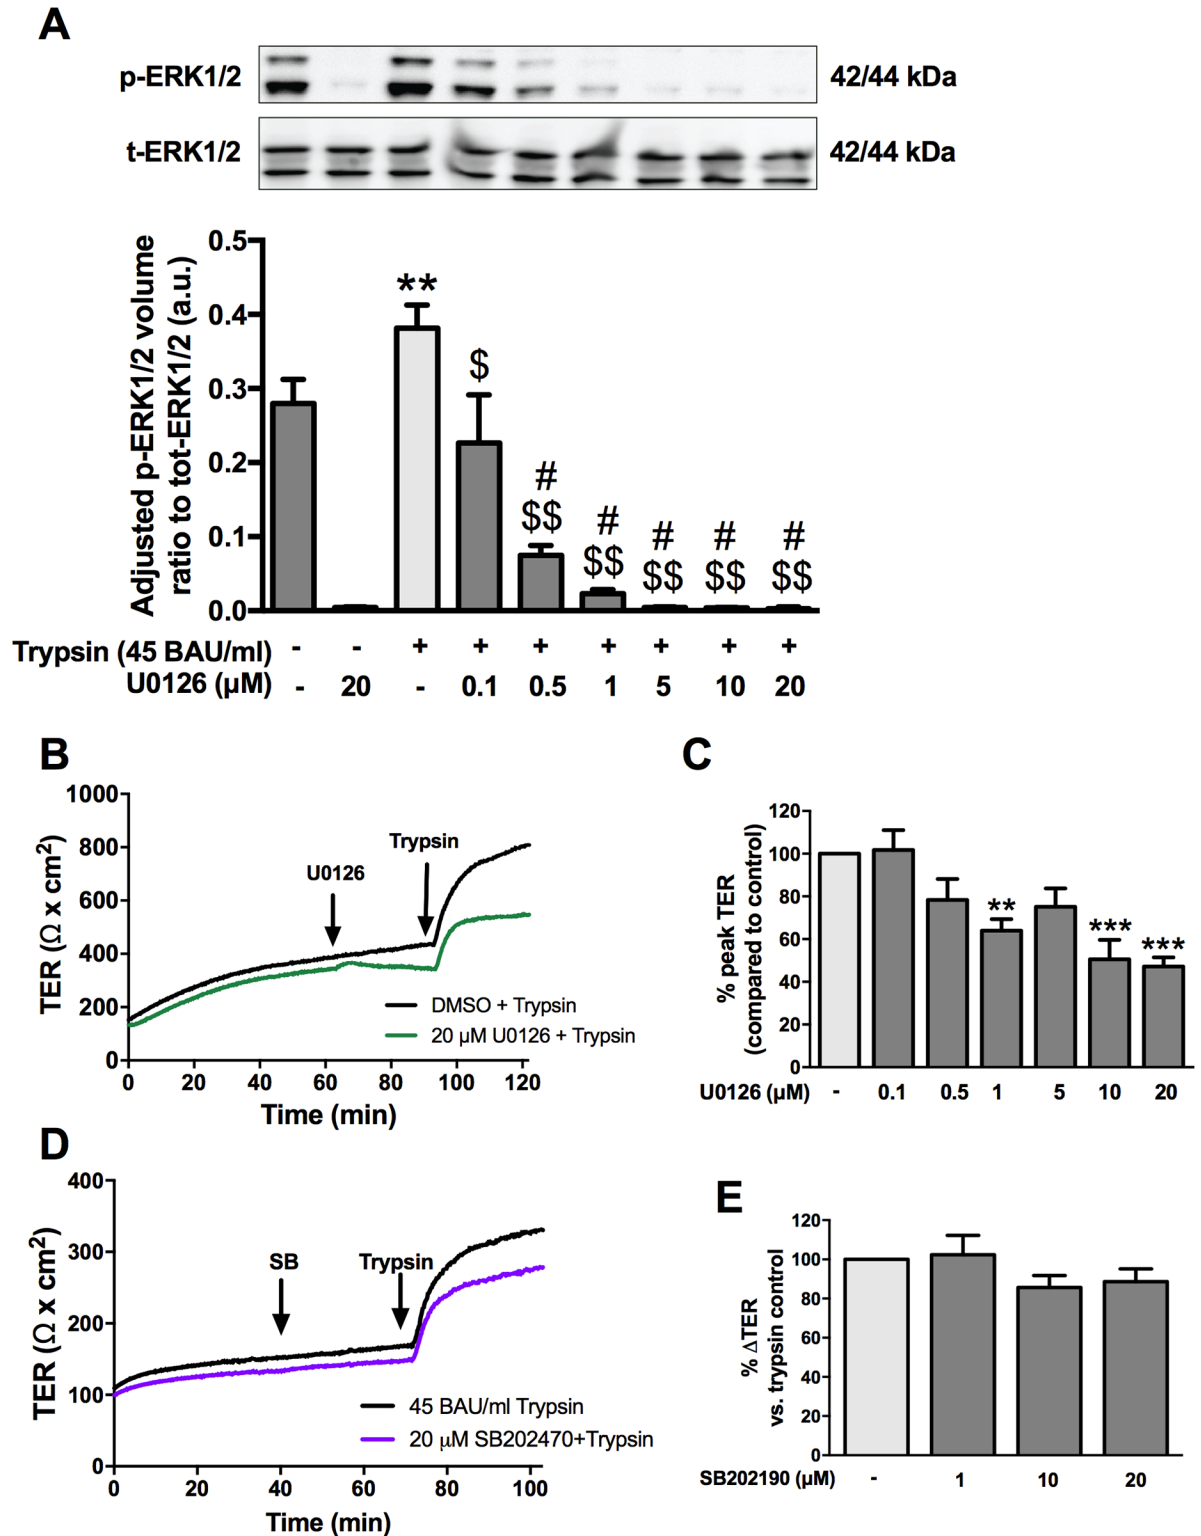 A
p-ERK1/2
42/44 kDa
t-ERK1/2
42/44 kDa
Adjusted p-ERK1/2 volume
ratio to tot-ERK1/2 (a.u.)
0.5
0.4
0.3
0.2
0.1
0.0
**
$
#
$$
#
$$
#
$$
#
$$
#
$$
Trypsin (45 BAU/ml) - - + + + + + + +
U0126 (µM) - 20 - 0.1 0.5 1 5 10 20
B
TER (Ω x cm²)
1000
800
600
400
200
0
U0126
Trypsin
DMSO + Trypsin
20 µM U0126 + Trypsin
0 20 40 60 80 100 120
Time (min)
C
% peak TER
(compared to control)
120
100
80
60
40
20
0
**
***
***
U0126 (µM) - 0.1 0.5 1 5 10 20
D
TER (Ω x cm²)
400
300
200
100
0
SB
Trypsin
45 BAU/ml Trypsin
20 µM SB202470+Trypsin
0 20 40 60 80 100
Time (min)
E
% ΔTER
vs. trypsin control
120
100
80
60
40
20
0
SB202190 (µM) - 1 10 20